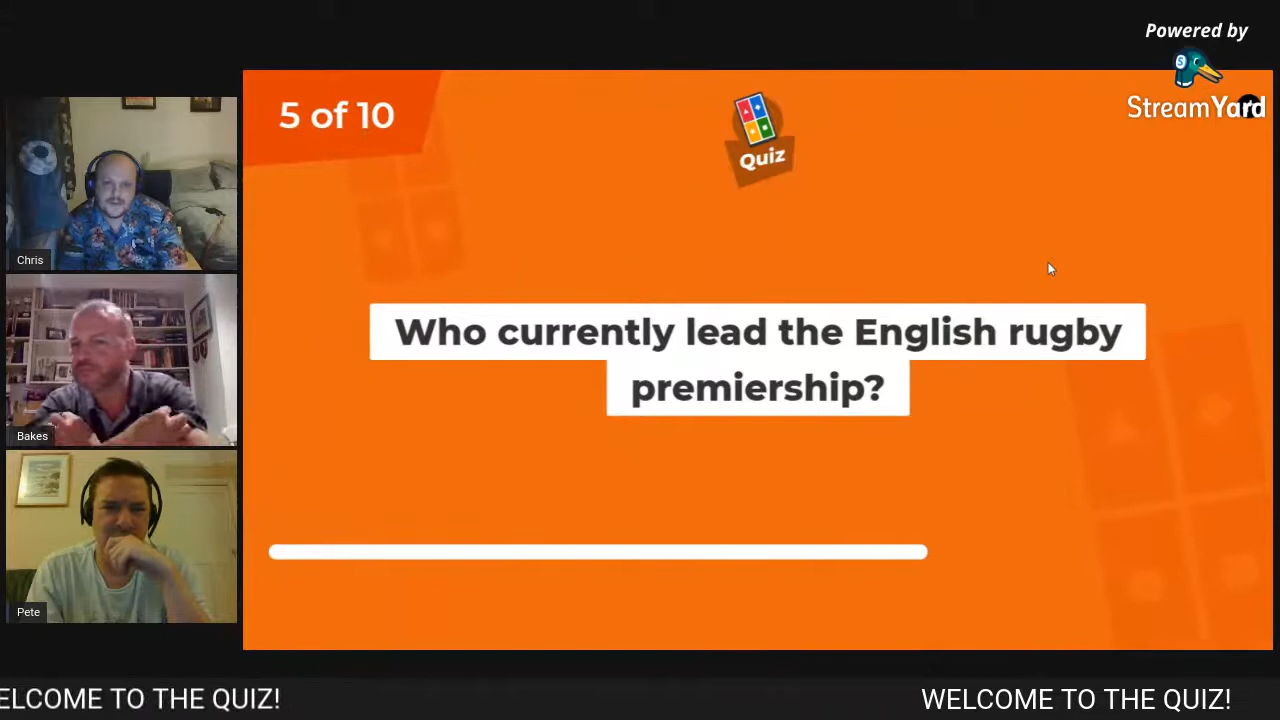 Powered by
StreamYard
5 of 10
Quiz
Who currently lead the English rugby
premiership?
Chris
Bakes
Pete
ELCOME TO THE QUIZ!
WELCOME TO THE QUIZ!